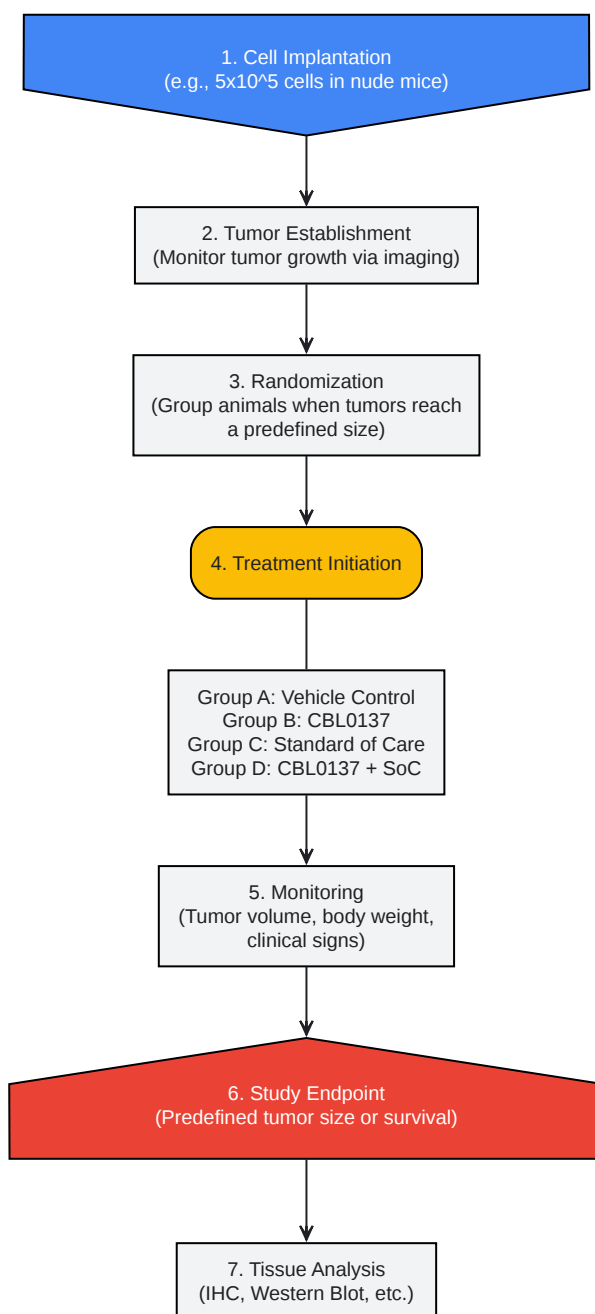 1. Cell Implantation
(e.g., 5x10^5 cells in nude mice)
2. Tumor Establishment
(Monitor tumor growth via imaging)
3. Randomization
(Group animals when tumors reach
a predefined size)
4. Treatment Initiation
Group A: Vehicle Control
Group B: CBL0137
Group C: Standard of Care
Group D: CBL0137 + SoC
5. Monitoring
(Tumor volume, body weight,
clinical signs)
6. Study Endpoint
(Predefined tumor size or survival)
7. Tissue Analysis
(IHC, Western Blot, etc.)